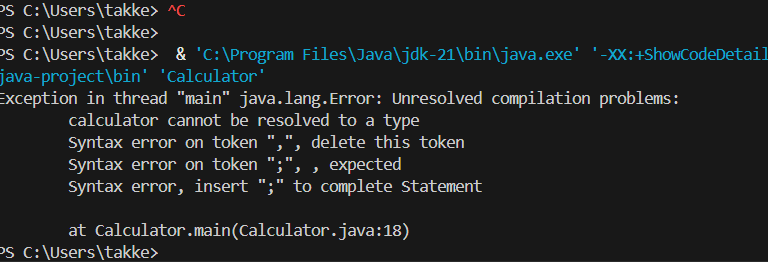 PS C:\Users\takke> ^C
PS C:\Users\takke>
PS C:\Users\takke>  & 'C:\Program Files\Java\jdk-21\bin\java.exe' '-XX:+ShowCodeDetail
java-project\bin' 'Calculator'
Exception in thread "main" java.lang.Error: Unresolved compilation problems:
        calculator cannot be resolved to a type
        Syntax error on token ",", delete this token
        Syntax error on token ";", , expected
        Syntax error, insert ";" to complete Statement

        at Calculator.main(Calculator.java:18)
PS C:\Users\takke>